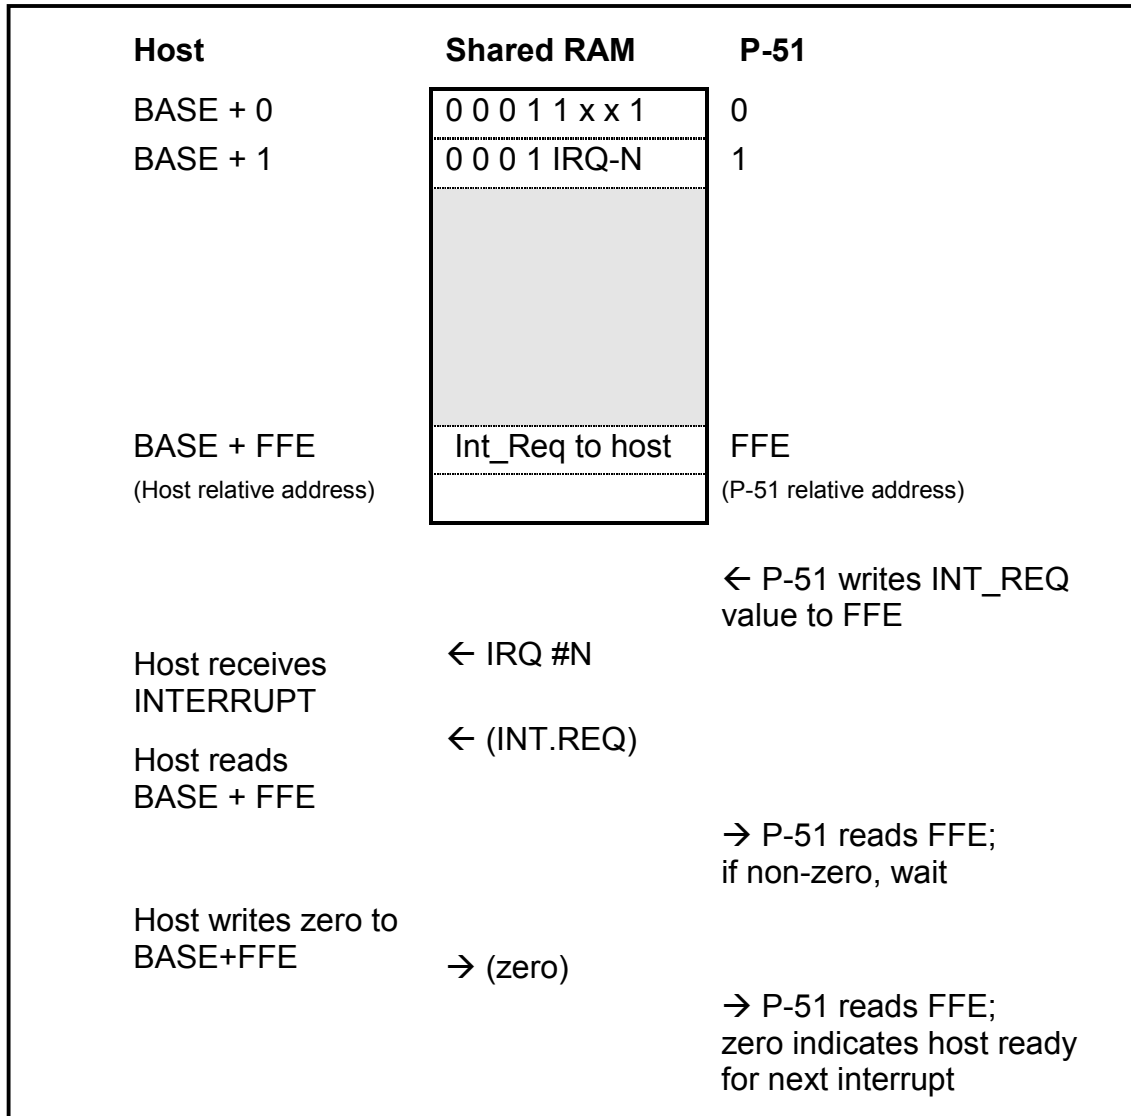 Host Shared RAM P-51
BASE + 0 0 0 0 1 1 x x 1 0
BASE + 1 0 0 0 1 IRQ-N 1
BASE + FFE Int_Req to host FFE
(Host relative address) (P-51 relative address)
← P-51 writes INT_REQ
value to FFE
← IRQ #N
Host receives
INTERRUPT
← (INT.REQ)
Host reads
BASE + FFE
→ P-51 reads FFE;
if non-zero, wait
Host writes zero to
BASE+FFE
→ (zero)
→ P-51 reads FFE;
zero indicates host ready
for next interrupt